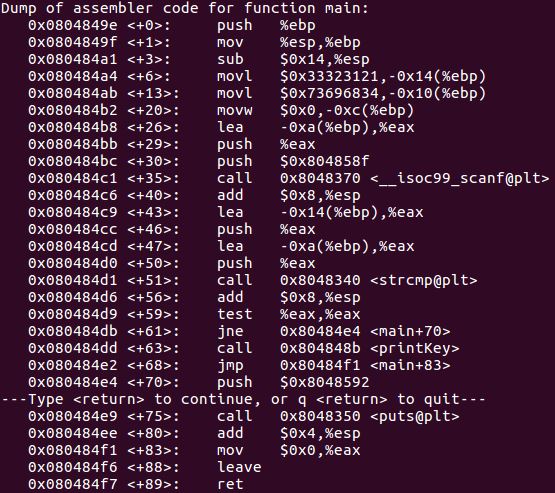 Dump of assembler code for function main:
0x0804849e <+0>: push %ebp
0x0804849f <+1>: mov %esp,%ebp
0x080484a1 <+3>: sub $0x14,%esp
0x080484a4 <+6>: movl $0x33323121,-0x14(%ebp)
0x080484ab <+13>: movl $0x73696834,-0x10(%ebp)
0x080484b2 <+20>: movw $0x0,-0xc(%ebp)
0x080484b8 <+26>: lea -0xa(%ebp),%eax
0x080484bb <+29>: push %eax
0x080484bc <+30>: push $0x804858f
0x080484c1 <+35>: call 0x8048370 <__isoc99_scanf@plt>
0x080484c6 <+40>: add $0x8,%esp
0x080484c9 <+43>: lea -0x14(%ebp),%eax
0x080484cc <+46>: push %eax
0x080484cd <+47>: lea -0xa(%ebp),%eax
0x080484d0 <+50>: push %eax
0x080484d1 <+51>: call 0x8048340 <strcmp@plt>
0x080484d6 <+56>: add $0x8,%esp
0x080484d9 <+59>: test %eax,%eax
0x080484db <+61>: jne 0x80484e4 <main+70>
0x080484dd <+63>: call 0x804848b <printKey>
0x080484e2 <+68>: jmp 0x80484f1 <main+83>
0x080484e4 <+70>: push $0x8048592
---Type <return> to continue, or q <return> to quit---
0x080484e9 <+75>: call 0x8048350 <puts@plt>
0x080484ee <+80>: add $0x4,%esp
0x080484f1 <+83>: mov $0x0,%eax
0x080484f6 <+88>: leave
0x080484f7 <+89>: ret